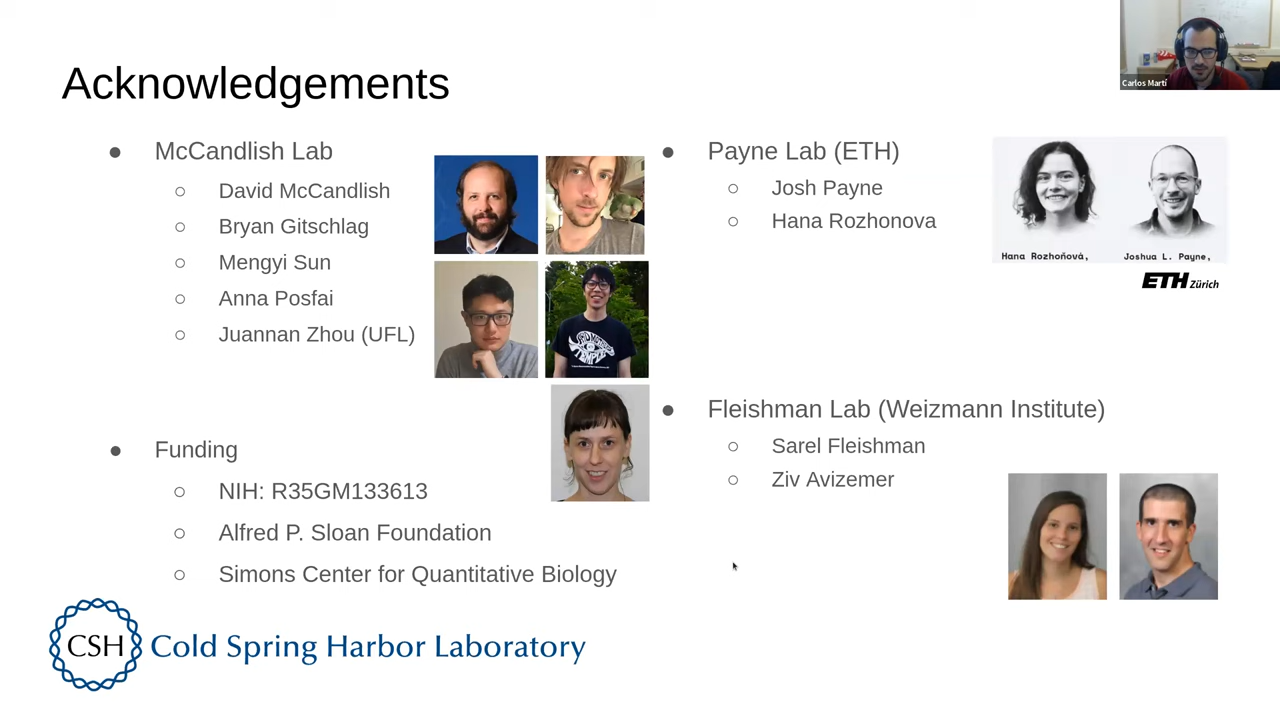 Acknowledgements
Carlos Martí
● McCandlish Lab
○ David McCandlish
○ Bryan Gitschlag
○ Mengyi Sun
○ Anna Posfai
○ Juannan Zhou (UFL)
● Funding
○ NIH: R35GM133613
○ Alfred P. Sloan Foundation
○ Simons Center for Quantitative Biology
CSH Cold Spring Harbor Laboratory
● Payne Lab (ETH)
○ Josh Payne
○ Hana Rozhonova
Hana Rozhoňová, Joshua L. Payne,
ETH Zürich
● Fleishman Lab (Weizmann Institute)
○ Sarel Fleishman
○ Ziv Avizemer